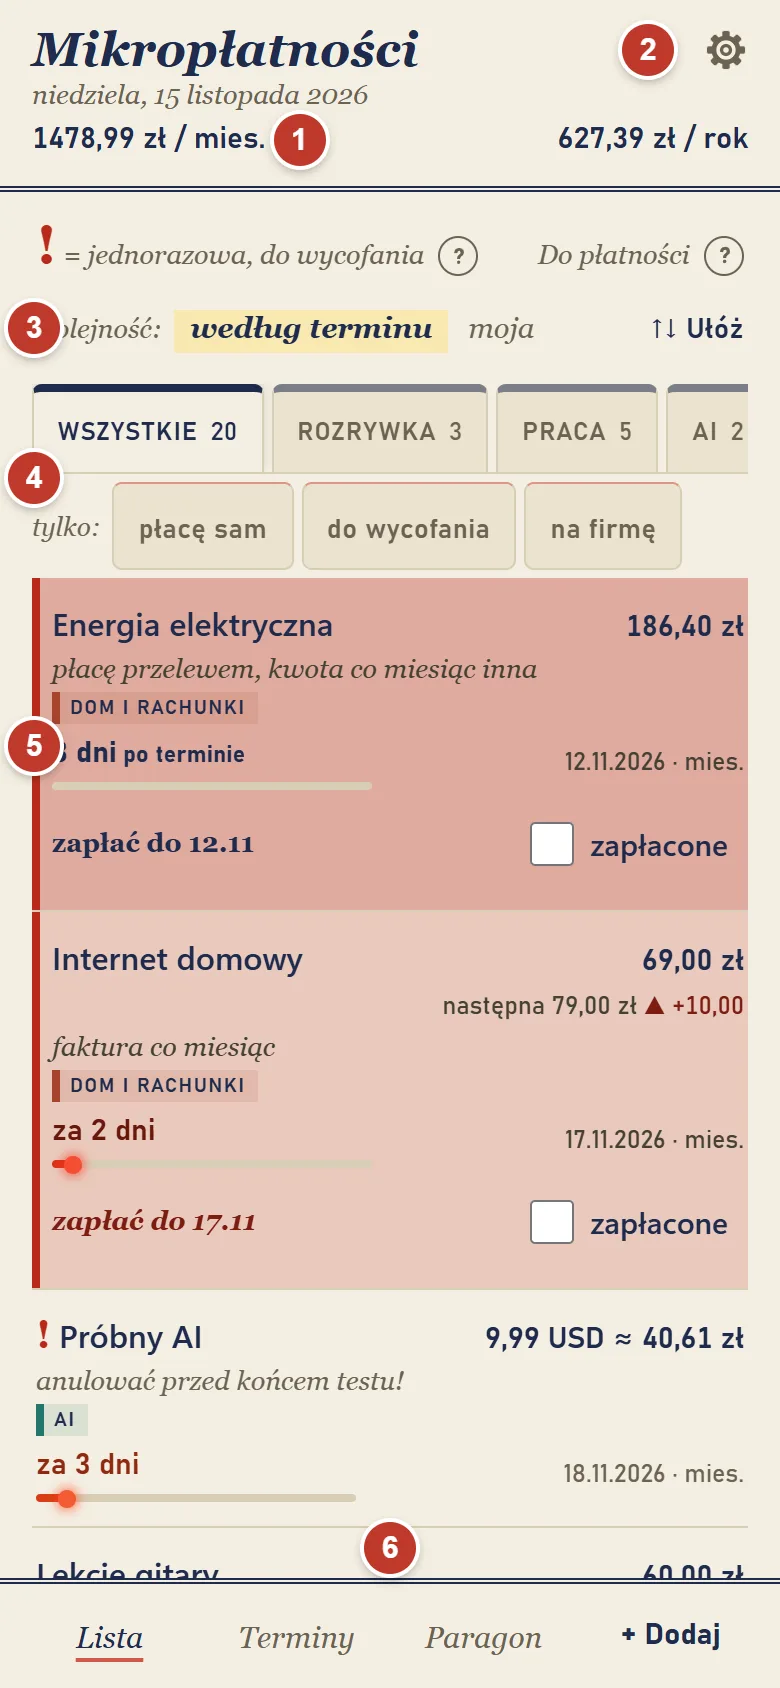 Mikropłatności
2
niedziela, 15 listopada 2026
1478,99 zł / mies. 1 627,39 zł / rok
! = jednorazowa, do wycofania ? Do płatności ?
3 olejność: według terminu moja ↑↓ Ułóż
WSZYSTKIE 20 ROZRYWKA 3 PRACA 5 AI 2
4
tylko: płacę sam do wycofania na firmę
Energia elektryczna 186,40 zł
płacę przelewem, kwota co miesiąc inna
DOM I RACHUNKI
5 dni po terminie 12.11.2026 · mies.
zapłać do 12.11 zapłacone
Internet domowy 69,00 zł
następna 79,00 zł ▲ +10,00
faktura co miesiąc
DOM I RACHUNKI
za 2 dni 17.11.2026 · mies.
zapłać do 17.11 zapłacone
! Próbny AI 9,99 USD ≈ 40,61 zł
anulować przed końcem testu!
AI
za 3 dni 18.11.2026 · mies.
6
Lekcje gitary 60,00 zł
Lista Terminy Paragon + Dodaj